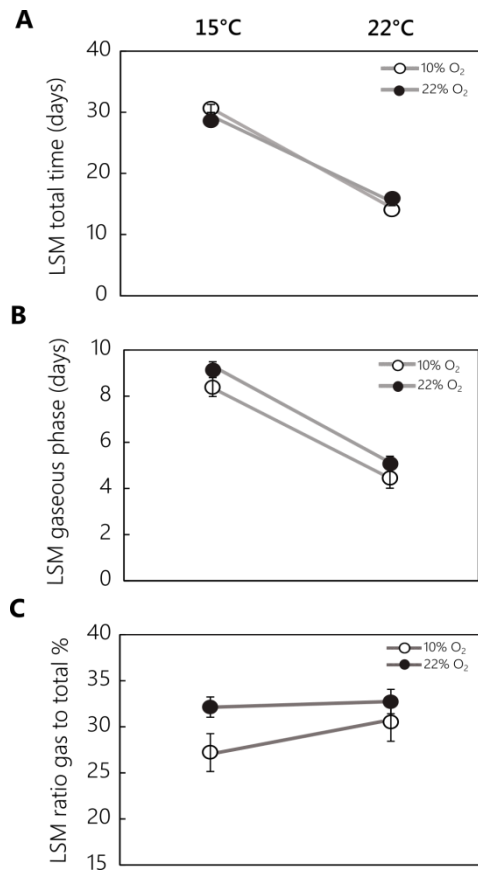 A
15°C 22°C
LSM total time (days)
40
30
20
10
0
10% O₂
22% O₂
B
LSM gaseous phase (days)
10
8
6
4
2
0
10% O₂
22% O₂
C
LSM ratio gas to total %
40
35
30
25
20
15
10% O₂
22% O₂